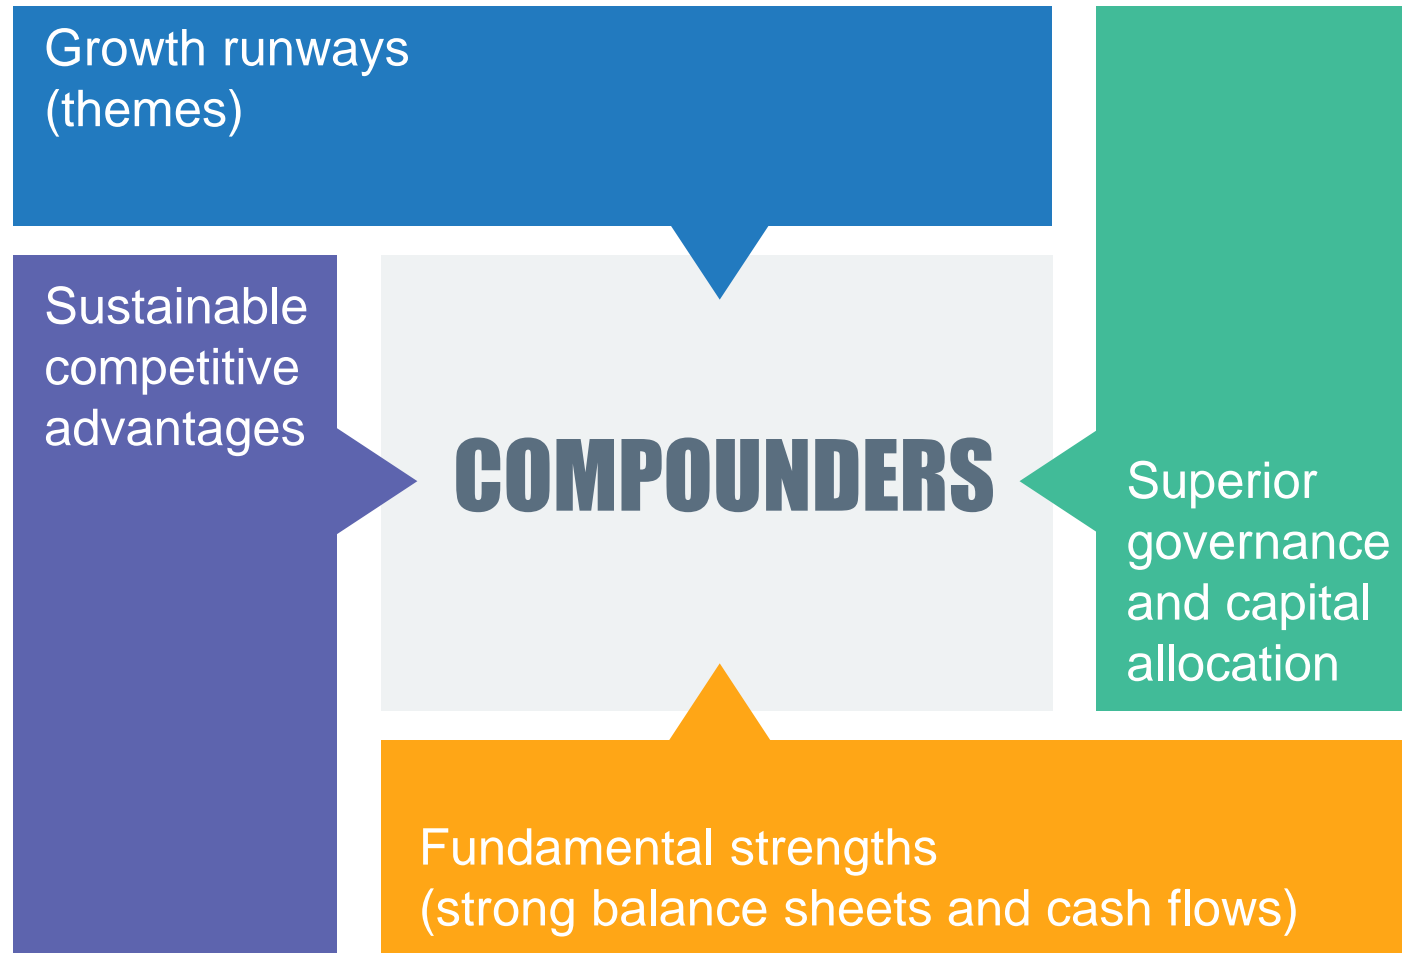 Growth runways
(themes)
Sustainable
competitive
advantages
COMPOUNDERS
Superior
governance
and capital
allocation
Fundamental strengths
(strong balance sheets and cash flows)